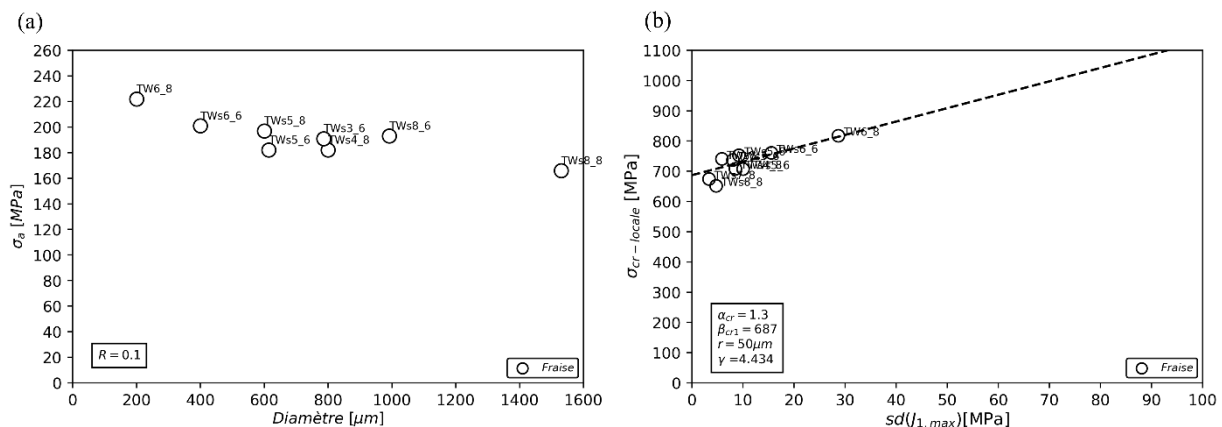 (a)
260
240
220
200
180
160
140
120
100
80
60
40
20
0
σa [MPa]
TW6_8
TWs6_6
TWs5_8
TWs5_6
TWs3_6
TWs4_8
TWs8_6
TWs8_8
R = 0.1
Fraise
0 200 400 600 800 1000 1200 1400 1600
Diamètre [μm]
(b)
1100
1000
900
800
700
600
500
400
300
200
100
0
σcr−locale [MPa]
TW6_8
TWs6_6
TWs6_8
αcr = 1.3
βcr1 = 687
r = 50μm
γ =4.434
Fraise
0 10 20 30 40 50 60 70 80 90 100
sd(J1,max)[MPa]